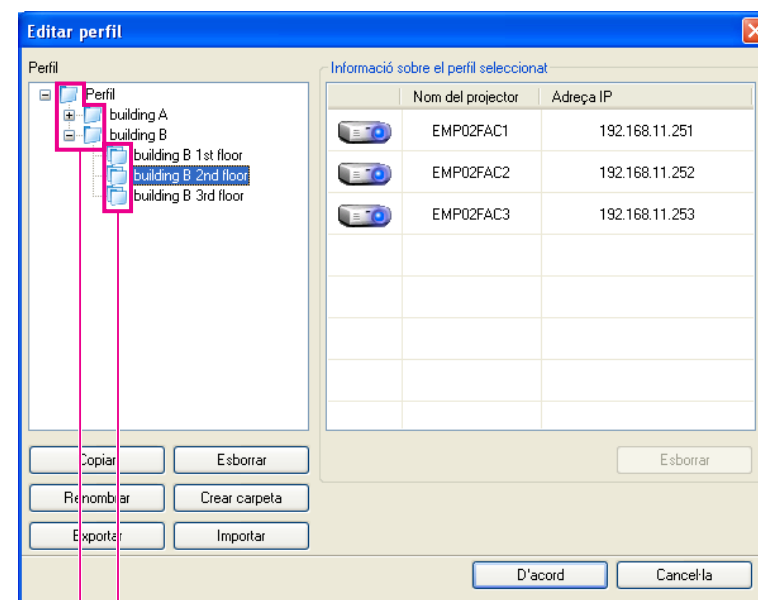 Editar perfil
Perfil
Perfil
building A
building B
building B 1st floor
building B 2nd floor
building B 3rd floor
Copiar Esborrar
Renombrar Crear carpeta
Exportar Importar
Informació sobre el perfil seleccionat
Nom del projector Adreça IP
EMP02FAC1 192.168.11.251
EMP02FAC2 192.168.11.252
EMP02FAC3 192.168.11.253
Esborrar
D'acord Cancel·la